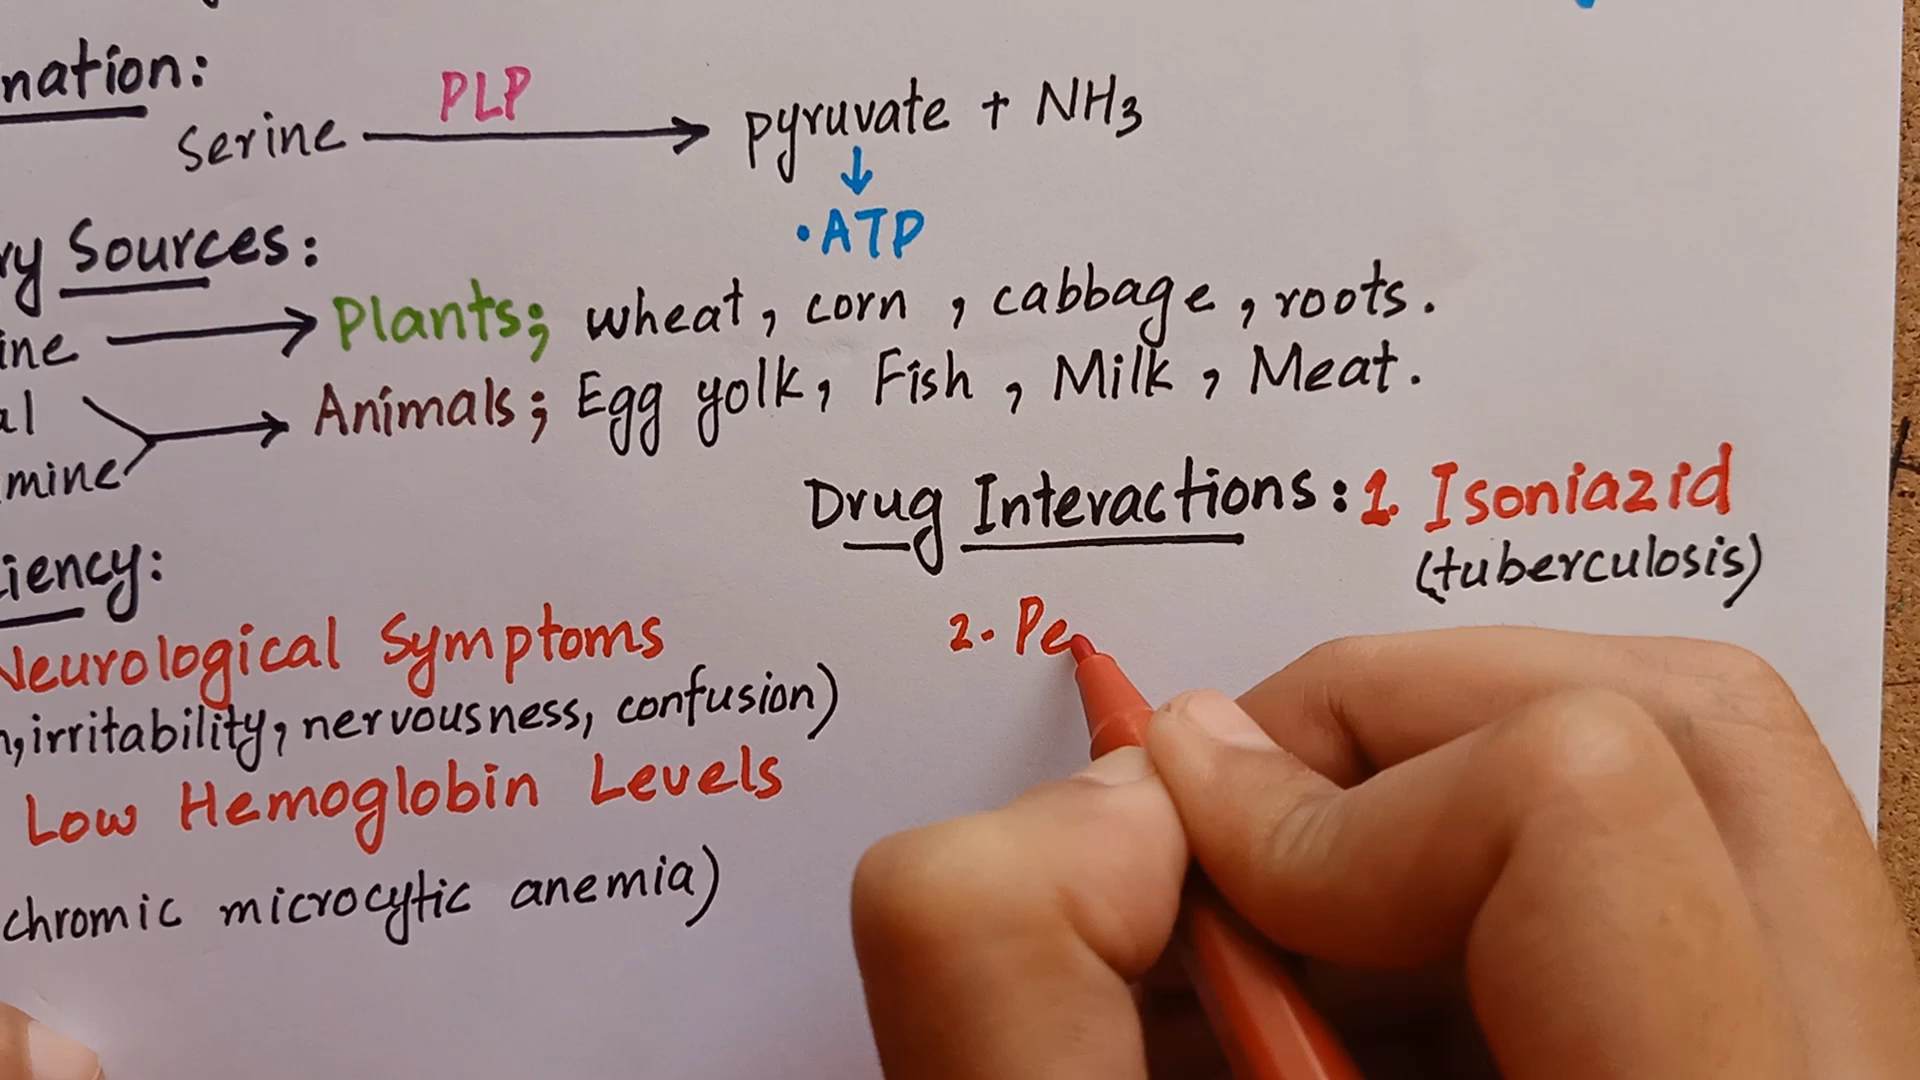 nation:
PLP
serine → pyruvate + NH3
↓
• ATP
ry Sources:
ine → Plants; wheat, corn, cabbage, roots.
al → Animals; Egg yolk, Fish, Milk, Meat.
mine
Drug Interactions: 1. Isoniazid
(tuberculosis)
2. Pe
iency:
Neurological Symptoms
, irritability, nervousness, confusion)
Low Hemoglobin Levels
chromic microcytic anemia)